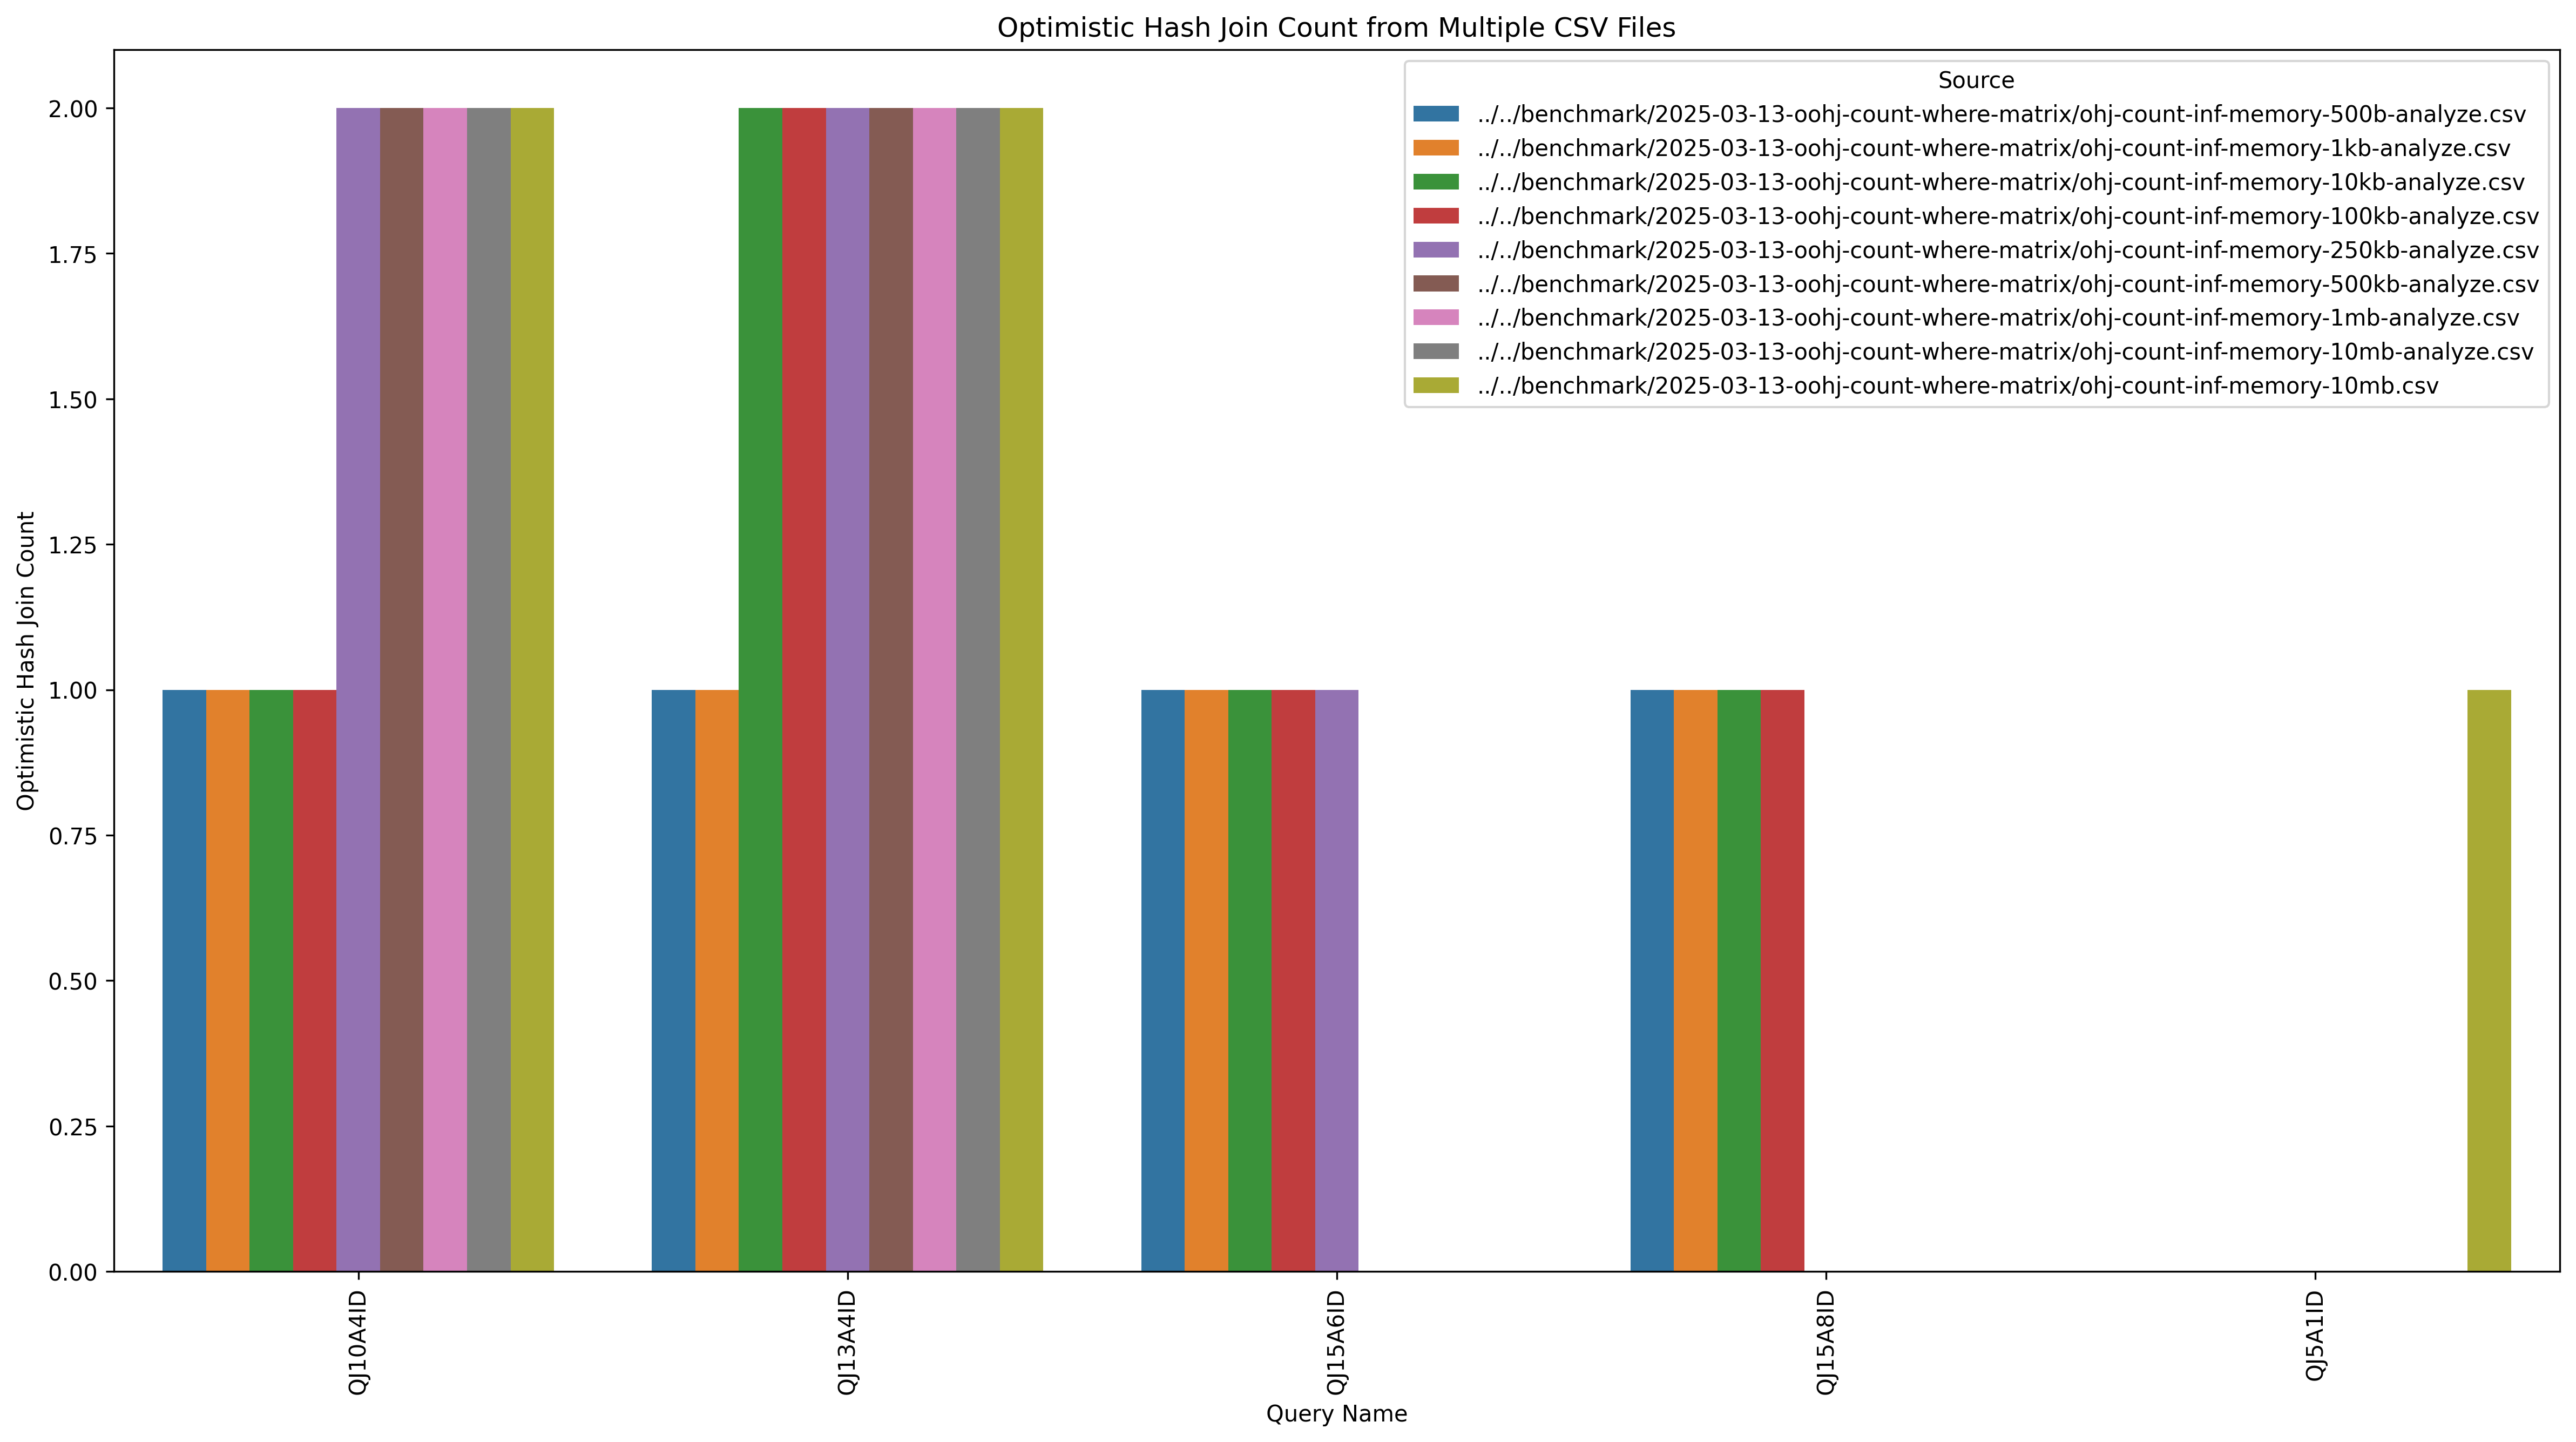 Optimistic Hash Join Count from Multiple CSV Files
Source
../../benchmark/2025-03-13-oohj-count-where-matrix/ohj-count-inf-memory-500b-analyze.csv
../../benchmark/2025-03-13-oohj-count-where-matrix/ohj-count-inf-memory-1kb-analyze.csv
../../benchmark/2025-03-13-oohj-count-where-matrix/ohj-count-inf-memory-10kb-analyze.csv
../../benchmark/2025-03-13-oohj-count-where-matrix/ohj-count-inf-memory-100kb-analyze.csv
../../benchmark/2025-03-13-oohj-count-where-matrix/ohj-count-inf-memory-250kb-analyze.csv
../../benchmark/2025-03-13-oohj-count-where-matrix/ohj-count-inf-memory-500kb-analyze.csv
../../benchmark/2025-03-13-oohj-count-where-matrix/ohj-count-inf-memory-1mb-analyze.csv
../../benchmark/2025-03-13-oohj-count-where-matrix/ohj-count-inf-memory-10mb-analyze.csv
../../benchmark/2025-03-13-oohj-count-where-matrix/ohj-count-inf-memory-10mb.csv
Optimistic Hash Join Count
2.00
1.75
1.50
1.25
1.00
0.75
0.50
0.25
0.00
QJ10A4ID
QJ13A4ID
QJ15A6ID
QJ15A8ID
QJ5A1ID
Query Name